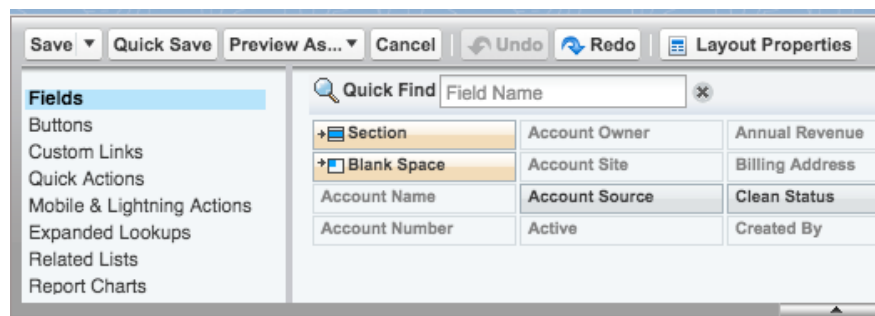 Save Quick Save Preview As... Cancel Undo Redo Layout Properties
Fields
Buttons
Custom Links
Quick Actions
Mobile & Lightning Actions
Expanded Lookups
Related Lists
Report Charts
Quick Find Field Name
Section Account Owner Annual Revenue
Blank Space Account Site Billing Address
Account Name Account Source Clean Status
Account Number Active Created By